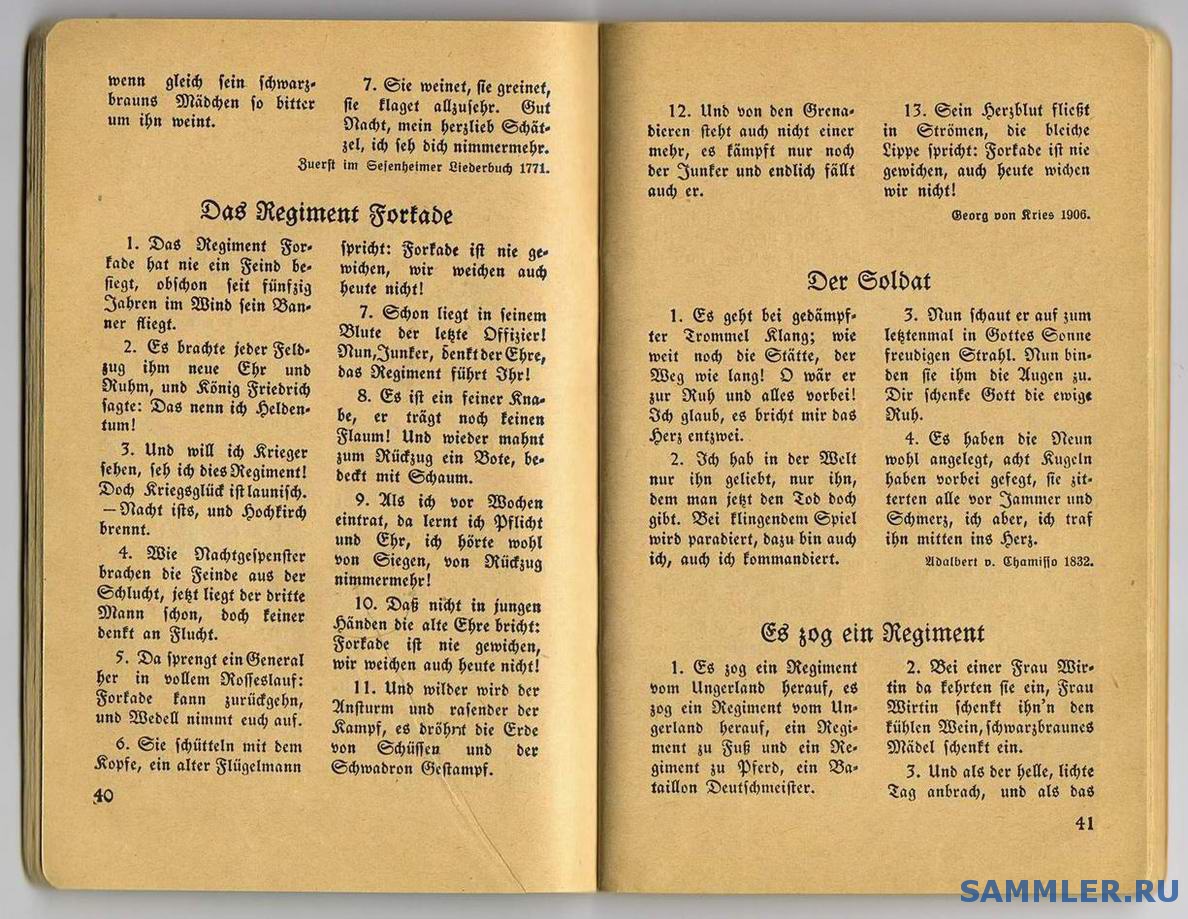 wenn gleich sein schwarz-
brauns Mädchen so bitter
um ihn weint.
7. Sie weinet, sie greinet,
sie klaget allzusehr. Gut
Nacht, mein herzlieb Schät-
zel, ich seh dich nimmermehr.
Zuerst im Sesenheimer Liederbuch 1771.
Das Regiment Forkade
1. Das Regiment For-
kade hat nie ein Feind be-
siegt, obschon seit fünfzig
Jahren im Wind sein Ban-
ner fliegt.
2. Es brachte jeder Feld-
zug ihm neue Ehr und
Ruhm, und König Friedrich
sagte: Das nenn ich Helden-
tum!
3. Und will ich Krieger
sehen, seh ich dies Regiment!
Doch Kriegsglück ist launisch.
— Nacht ists, und Hochkirch
brennt.
4. Wie Nachtgespenster
brachen die Feinde aus der
Schlucht, jetzt liegt der dritte
Mann schon, doch keiner
denkt an Flucht.
5. Da sprengt ein General
her in vollem Rosseslauf:
Forkade kann zurückgehn,
und Wedell nimmt euch auf.
6. Sie schütteln mit dem
Kopfe, ein alter Flügelmann
spricht: Forkade ist nie ge-
wichen, wir weichen auch
heute nicht!
7. Schon liegt in seinem
Blute der letzte Offizier!
Nun, Junker, denkt der Ehre,
das Regiment führt Ihr!
8. Es ist ein feiner Kna-
be, er trägt noch keinen
Flaum! Und wieder mahnt
zum Rückzug ein Bote, be-
deckt mit Schaum.
9. Als ich vor Wochen
eintrat, da lernt ich Pflicht
und Ehr, ich hörte wohl
von Siegen, von Rückzug
nimmermehr!
10. Daß nicht in jungen
Händen die alte Ehre bricht:
Forkade ist nie gewichen,
wir weichen auch heute nicht!
11. Und wilder wird der
Ansturm und rasender der
Kampf, es dröhnt die Erde
von Schüssen und der
Schwadron Gestampf.
40
12. Und von den Grena-
dieren steht auch nicht einer
mehr, es kämpft nur noch
der Junker und endlich fällt
auch er.
13. Sein Herzblut fließt
in Strömen, die bleiche
Lippe spricht: Forkade ist nie
gewichen, auch heute wichen
wir nicht!
Georg von Kries 1906.
Der Soldat
1. Es geht bei gedämpf-
ter Trommel Klang; wie
weit noch die Stätte, der
Weg wie lang! O wär er
zur Ruh und alles vorbei!
Ich glaub, es bricht mir das
Herz entzwei.
2. Ich hab in der Welt
nur ihn geliebt, nur ihn,
dem man jetzt den Tod doch
gibt. Bei klingendem Spiel
wird paradiert, dazu bin auch
ich, auch ich kommandiert.
3. Nun schaut er auf zum
letztenmal in Gottes Sonne
freudigen Strahl. Nun bin-
den sie ihm die Augen zu.
Dir schenke Gott die ewige
Ruh.
4. Es haben die Neun
wohl angelegt, acht Kugeln
haben vorbei gefegt, sie zit-
terten alle vor Jammer und
Schmerz, ich aber, ich traf
ihn mitten ins Herz.
Adalbert v. Chamisso 1832.
Es zog ein Regiment
1. Es zog ein Regiment
vom Ungerland herauf, es
zog ein Regiment vom Un-
gerland herauf, ein Regi-
ment zu Fuß und ein Re-
giment zu Pferd, ein Ba-
taillon Deutschmeister.
2. Bei einer Frau Wir-
tin da kehrten sie ein, Frau
Wirtin schenkt ihn'n den
kühlen Wein, schwarzbraunes
Mädel schenkt ein.
3. Und als der helle, lichte
Tag anbrach, und als das
41
SAMMLER.RU